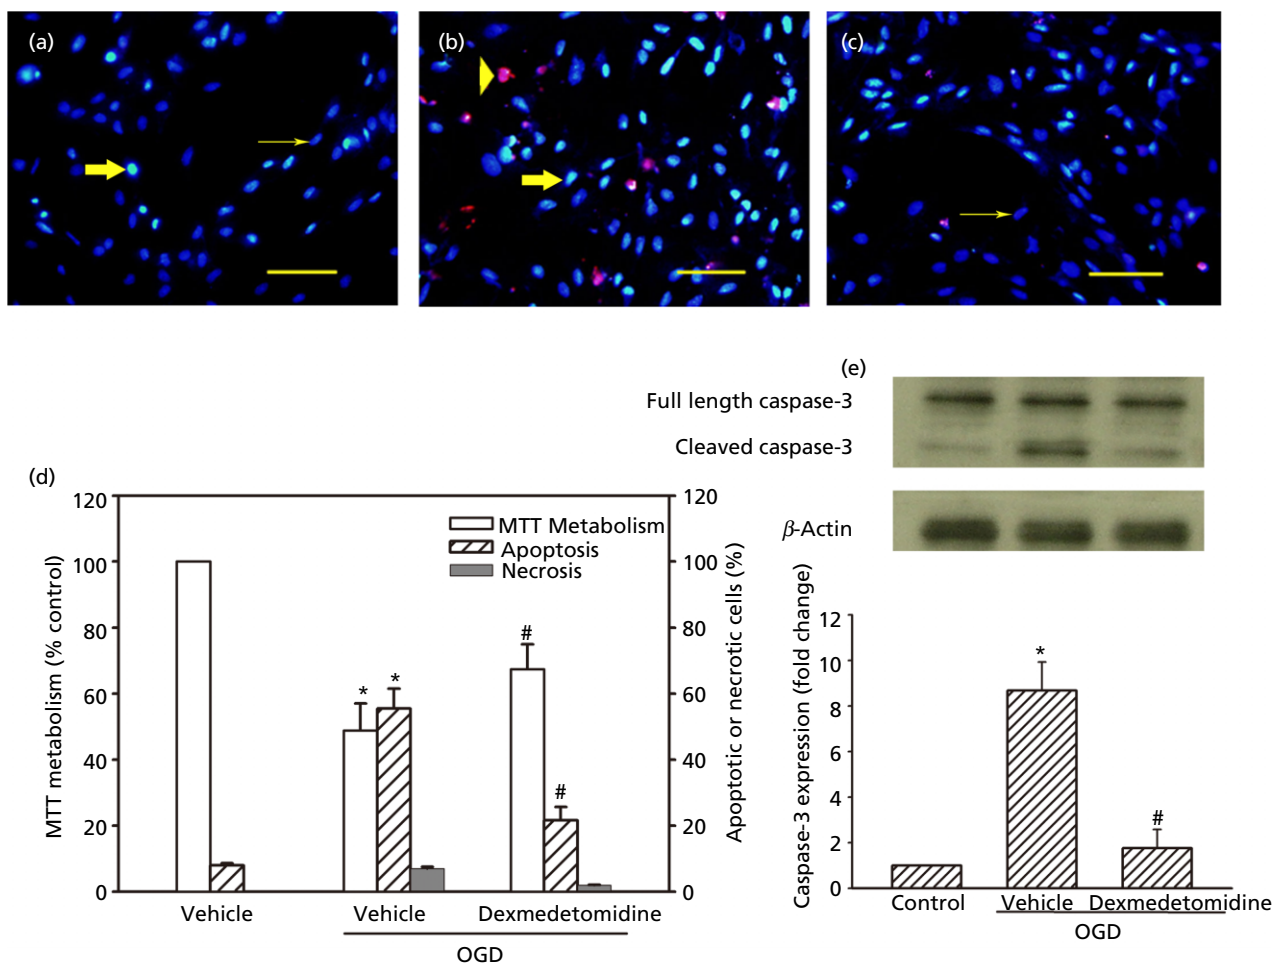 (a)
(b)
(c)
(e)
Full length caspase-3
Cleaved caspase-3
β-Actin
(d)
MTT metabolism (% control)
120
100
80
60
40
20
0
MTT Metabolism
Apoptosis
Necrosis
* *
# #
120
100
80
60
40
20
0
Apoptotic or necrotic cells (%)
Vehicle Vehicle Dexmedetomidine
OGD
Caspase-3 expression (fold change)
12
10
8
6
4
2
0
*
#
Control Vehicle Dexmedetomidine
OGD